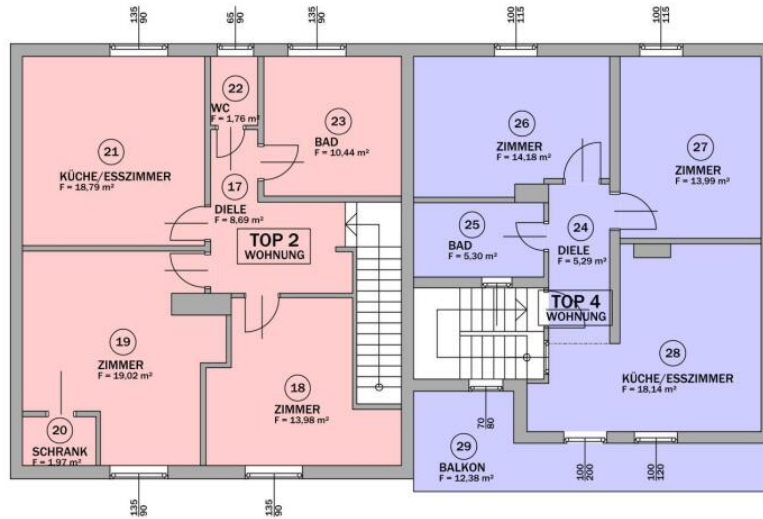 135
90
65
90
135
90
100
115
100
115
22
WC
F = 1,76 m²
23
BAD
F = 10,44 m²
21
KÜCHE/ESSZIMMER
F = 18,79 m²
17
DIELE
F = 8,69 m²
TOP 2
WOHNUNG
26
ZIMMER
F = 14,18 m²
27
ZIMMER
F = 13,99 m²
25
BAD
F = 5,30 m²
24
DIELE
F = 5,29 m²
TOP 4
WOHNUNG
19
ZIMMER
F = 19,02 m²
18
ZIMMER
F = 13,98 m²
28
KÜCHE/ESSZIMMER
F = 18,14 m²
20
SCHRANK
F = 1,97 m²
29
BALKON
F = 12,38 m²
70
80
100
200
100
120
135
90
135
90